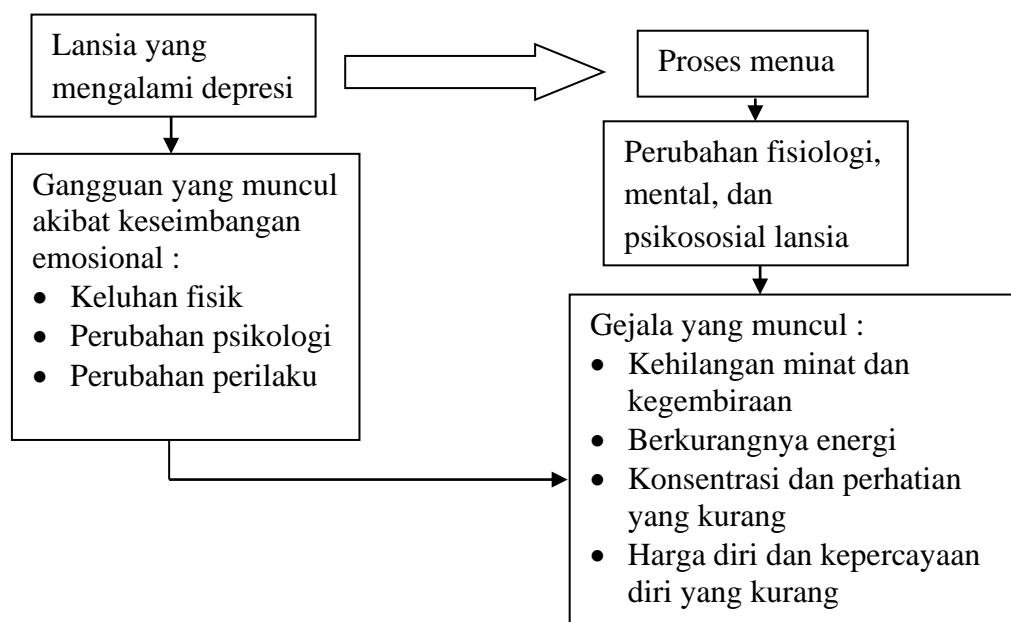 Lansia yang
mengalami depresi
Proses menua
Gangguan yang muncul
akibat keseimbangan
emosional :
• Keluhan fisik
• Perubahan psikologi
• Perubahan perilaku
Perubahan fisiologi,
mental, dan
psikososial lansia
Gejala yang muncul :
• Kehilangan minat dan
kegembiraan
• Berkurangnya energi
• Konsentrasi dan perhatian
yang kurang
• Harga diri dan kepercayaan
diri yang kurang